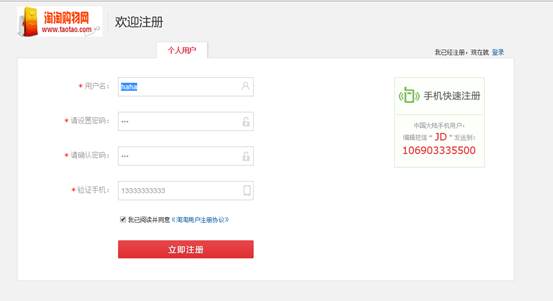 淘淘购物网
www.taotao.com
欢迎注册
个人用户
我已经注册，现在就 登录
* 用户名：
haha
* 请设置密码：
***
* 请确认密码：
***
* 验证手机：
13333333333
我已阅读并同意《淘淘用户注册协议》
立即注册
手机快速注册
中国大陆手机用户，
编辑短信 “ JD ” 发送到：
106903335500